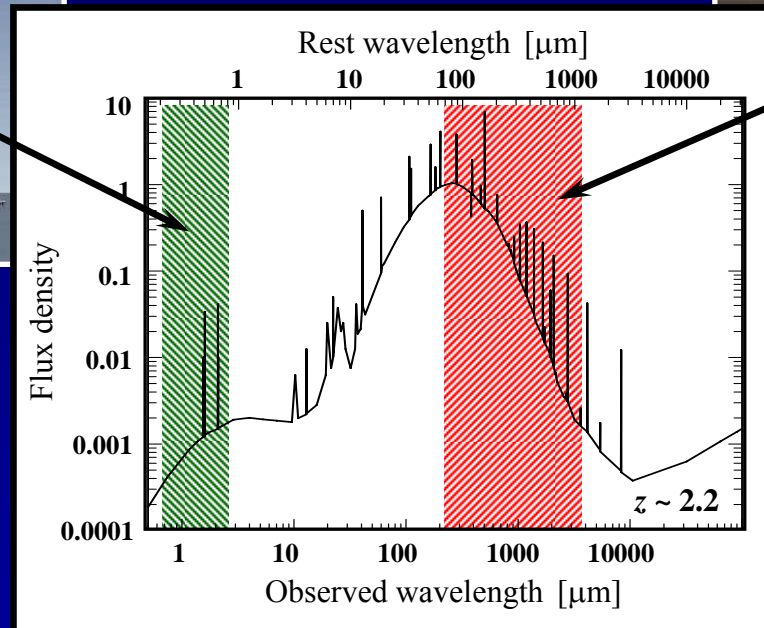 Rest wavelength [μm]
1 10 100 1000 10000
10
1
0.1
0.01
0.001
0.0001
Flux density
z ~ 2.2
1 10 100 1000 10000
Observed wavelength [μm]